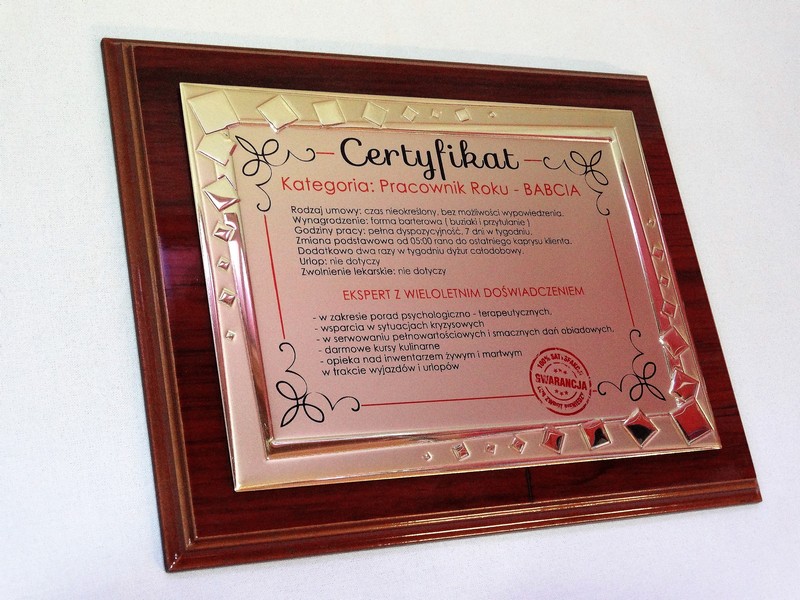 Certyfikat
Kategoria: Pracownik Roku - BABCIA
Rodzaj umowy: czas nieokreślony, bez możliwości wypowiedzenia.
Wynagrodzenie: forma barterowa ( buziaki i przytulanie )
Godziny pracy: pełna dyspozycyjność, 7 dni w tygodniu,
Zmiana podstawowa od 05:00 rano do ostatniego kaprysu klienta.
Dodatkowo dwa razy w tygodniu dyżur całodobowy.
Urlop: nie dotyczy
Zwolnienie lekarskie: nie dotyczy
EKSPERT Z WIELOLETNIM DOŚWIADCZENIEM
- w zakresie porad psychologiczno - terapeutycznych,
- wsparcia w sytuacjach kryzysowych
- w serwowaniu pełnowartościowych i smacznych dań obiadowych,
- darmowe kursy kulinarne
- opieka nad inwentarzem żywym i martwym
w trakcie wyjazdów i urlopów
100% SATYSFAKCJI
GWARANCJA